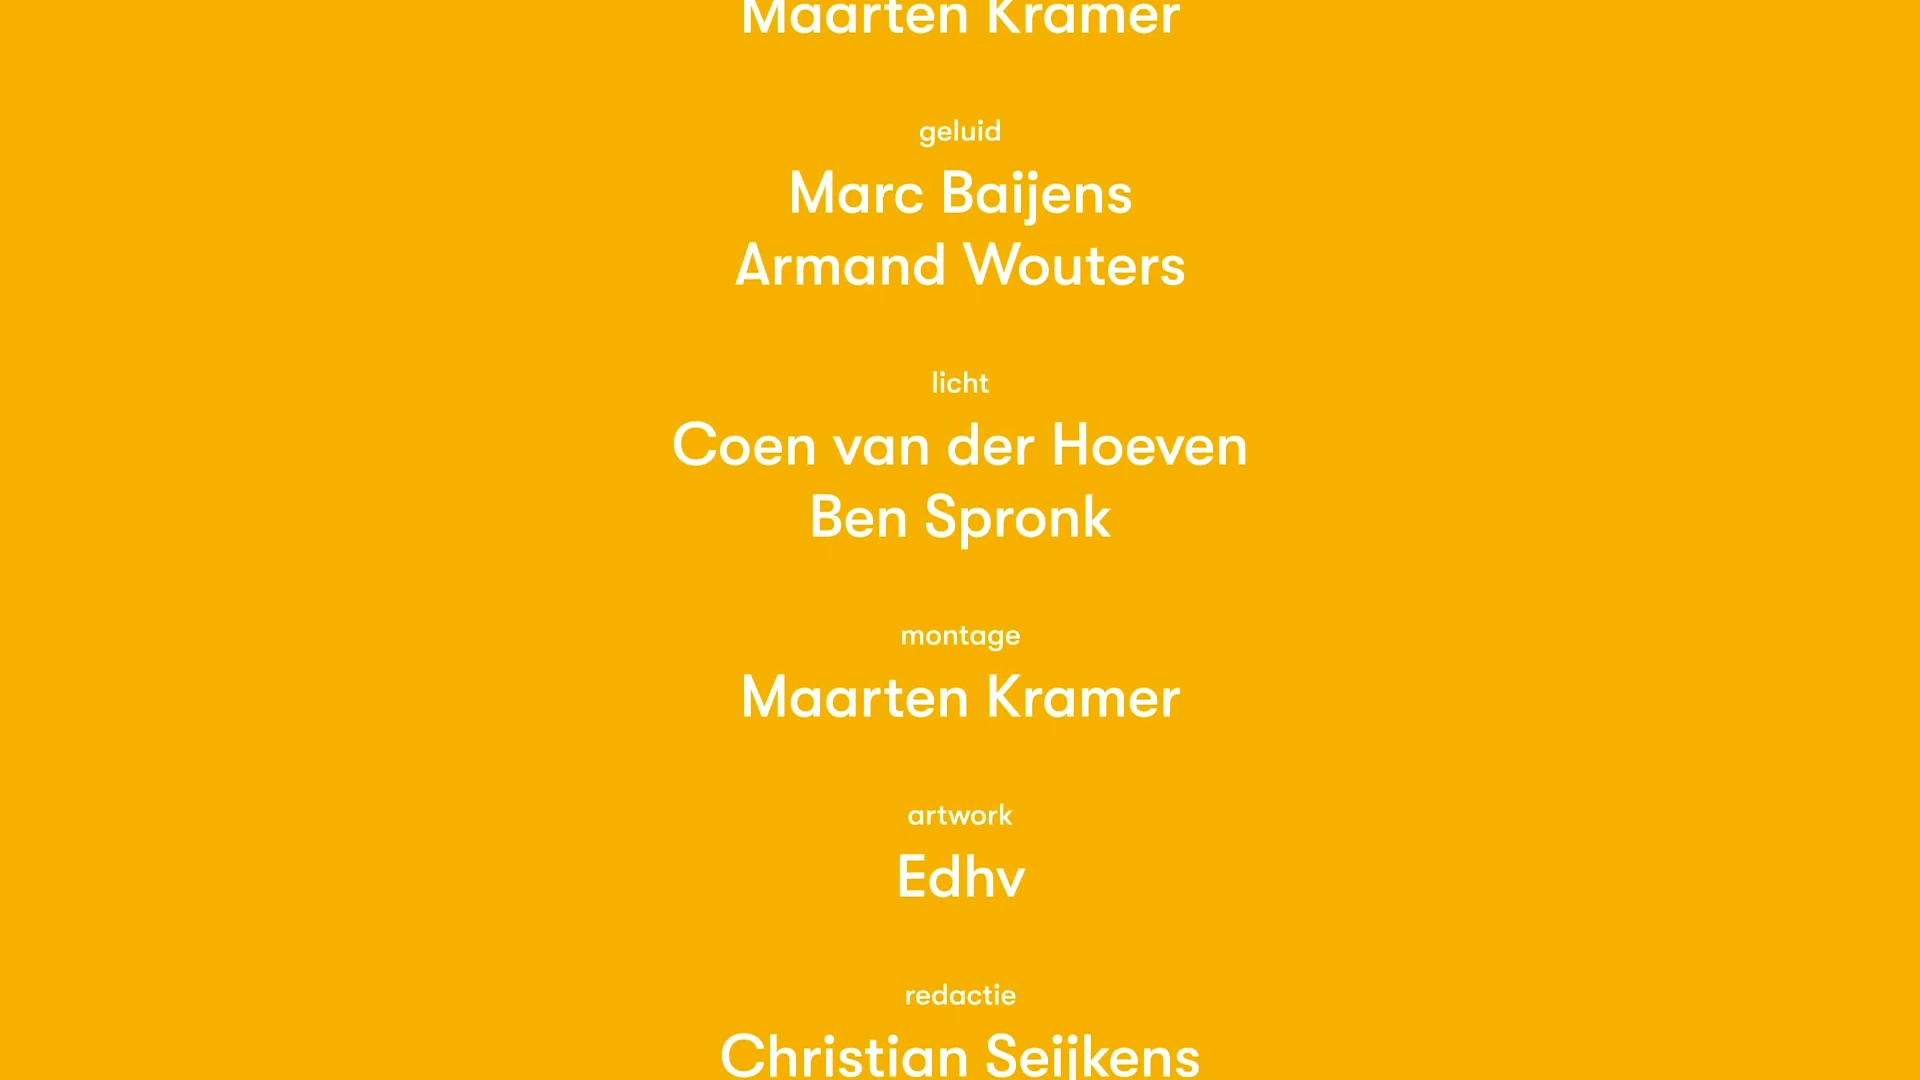 Maarten Kramer
geluid
Marc Baijens
Armand Wouters
licht
Coen van der Hoeven
Ben Spronk
montage
Maarten Kramer
artwork
Edhv
redactie
Christian Seijkens